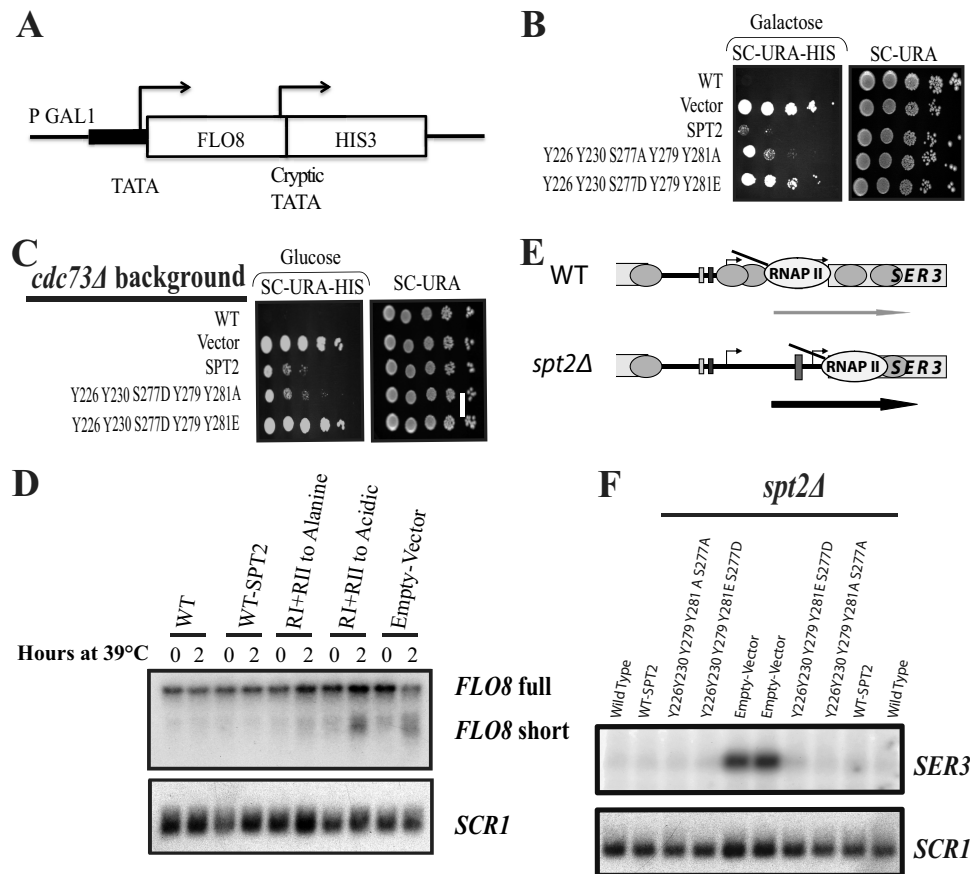 A
P GAL1
FLO8
HIS3
TATA
Cryptic
TATA
B
Galactose
SC-URA-HIS
SC-URA
WT
Vector
SPT2
Y226 Y230 S277A Y279 Y281A
Y226 Y230 S277D Y279 Y281E
C
cdc73Δ background
Glucose
SC-URA-HIS
SC-URA
WT
Vector
SPT2
Y226 Y230 S277D Y279 Y281A
Y226 Y230 S277D Y279 Y281E
E
WT
RNAP II
SER3
spt2Δ
RNAP II
SER3
D
WT
WT-SPT2
RI+RII to Alanine
RI+RII to Acidic
Empty-Vector
Hours at 39°C
0 2 0 2 0 2 0 2 0 2
FLO8 full
FLO8 short
SCR1
F
spt2Δ
Wild Type
WT-SPT2
Y226Y230 Y279 Y281 A S277A
Y226Y230 Y279 Y281E S277D
Empty-Vector
Empty-Vector
Y226Y230 Y279 Y281E S277D
Y226Y230 Y279 Y281A S277A
WT-SPT2
Wild Type
SER3
SCR1